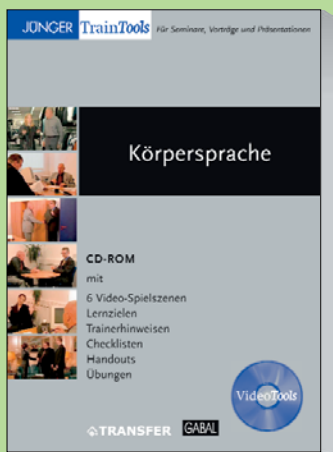 JÜNGER TrainTools Für Seminare, Vorträge und Präsentationen
Körpersprache
CD-ROM
mit
6 Video-Spielszenen
Lernzielen
Trainerhinweisen
Checklisten
Handouts
Übungen
VideoTools
TRANSFER GABAL